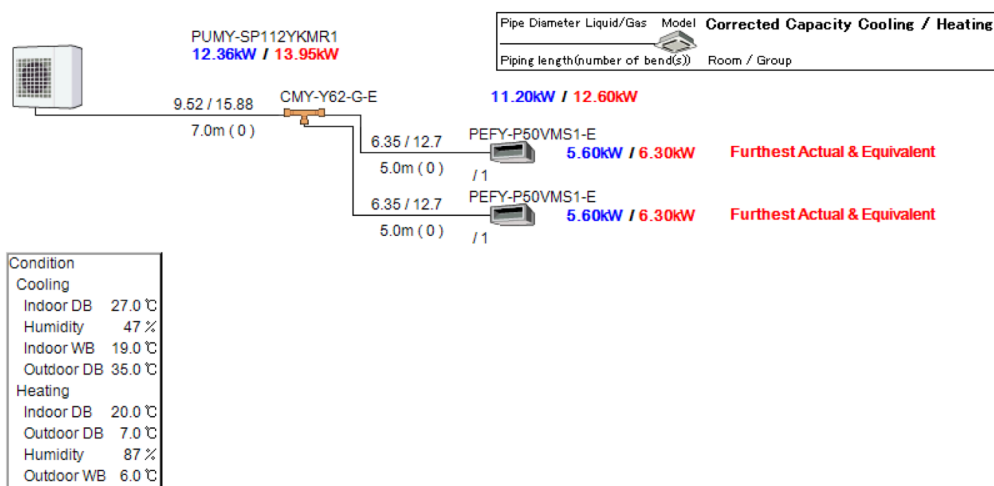 Pipe Diameter Liquid/Gas Model Corrected Capacity Cooling / Heating
Piping length(number of bend(s)) Room / Group
PUMY-SP112YKMR1
12.36kW / 13.95kW
9.52 / 15.88
7.0m ( 0 )
CMY-Y62-G-E
11.20kW / 12.60kW
6.35 / 12.7
5.0m ( 0 )
PEFY-P50VMS1-E
5.60kW / 6.30kW
Furthest Actual & Equivalent
/ 1
6.35 / 12.7
5.0m ( 0 )
PEFY-P50VMS1-E
5.60kW / 6.30kW
Furthest Actual & Equivalent
/ 1
Condition
Cooling
Indoor DB 27.0 ℃
Humidity 47 %
Indoor WB 19.0 ℃
Outdoor DB 35.0 ℃
Heating
Indoor DB 20.0 ℃
Outdoor DB 7.0 ℃
Humidity 87 %
Outdoor WB 6.0 ℃